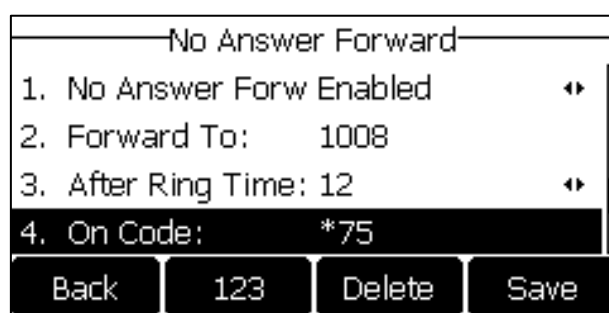 No Answer Forward
1. No Answer Forw Enabled
2. Forward To: 1008
3. After Ring Time: 12
4. On Code: *75
Back 123 Delete Save